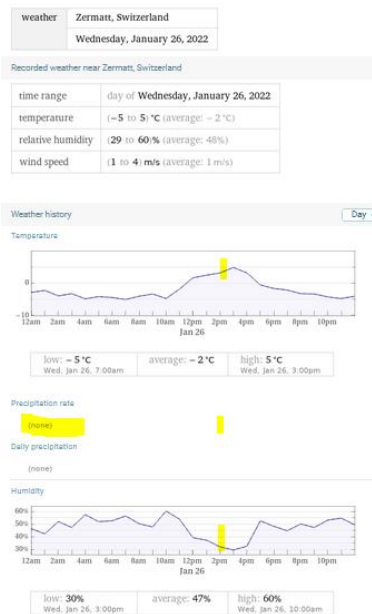 weather Zermatt, Switzerland
Wednesday, January 26, 2022
Recorded weather near Zermatt, Switzerland
time range day of Wednesday, January 26, 2022
temperature (−5 to 5) °C (average: −2 °C)
relative humidity (29 to 60)% (average: 48%)
wind speed (1 to 4) m/s (average: 1 m/s)
Weather history Day
Temperature
0
−10
12am 2am 4am 6am 8am 10am 12pm 2pm 4pm 6pm 8pm 10pm
Jan 26
low: −5 °C average: −2 °C high: 5 °C
Wed, Jan 26, 7:00am Wed, Jan 26, 3:00pm
Precipitation rate
(none)
Daily precipitation
(none)
Humidity
60%
50%
40%
30%
12am 2am 4am 6am 8am 10am 12pm 2pm 4pm 6pm 8pm 10pm
Jan 26
low: 30% average: 47% high: 60%
Wed, Jan 26, 3:00pm Wed, Jan 26, 10:00am